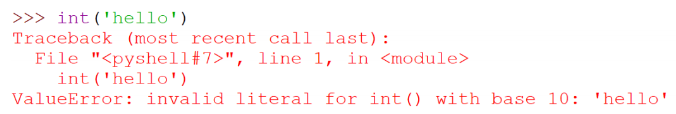 >>> int('hello')
Traceback (most recent call last):
  File "<pyshell#7>", line 1, in <module>
    int('hello')
ValueError: invalid literal for int() with base 10: 'hello'